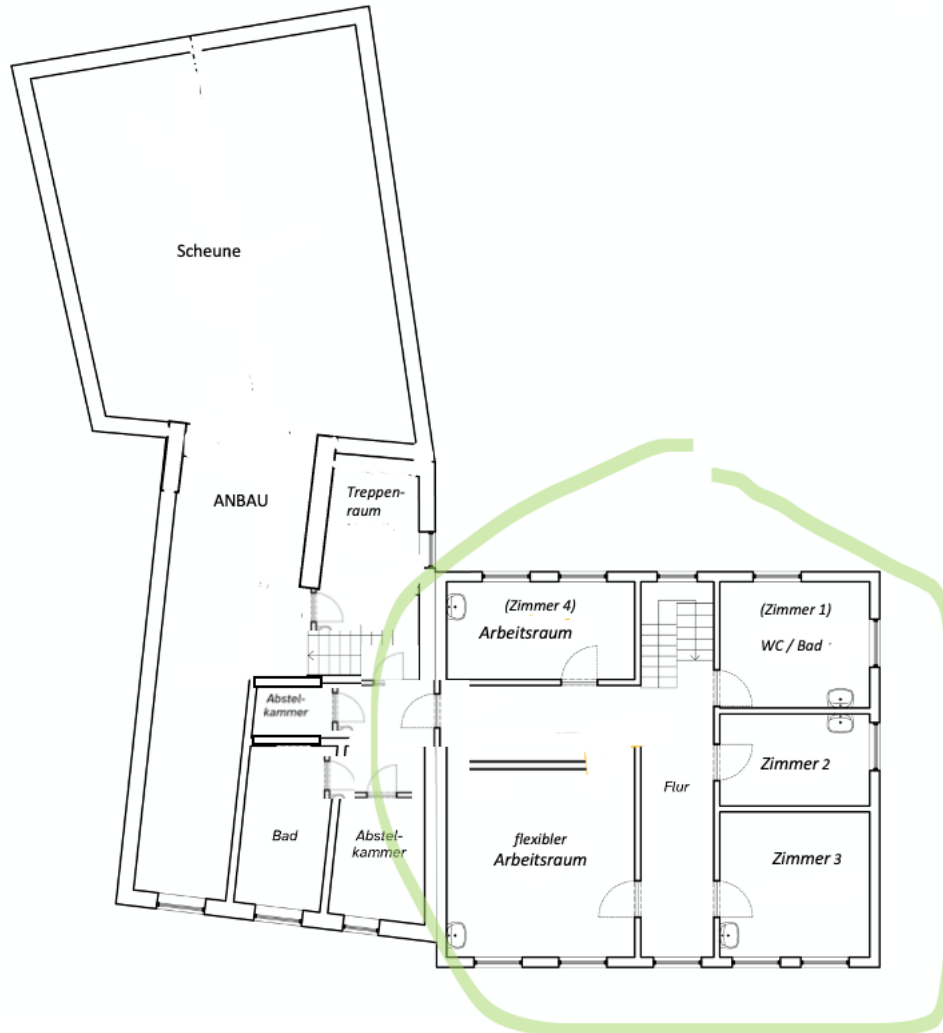 Scheune
ANBAU
Treppen-
raum
(Zimmer 4)
Arbeitsraum
(Zimmer 1)
WC / Bad
Abstel-
kammer
Zimmer 2
Flur
Bad
Abstel-
kammer
flexibler
Arbeitsraum
Zimmer 3